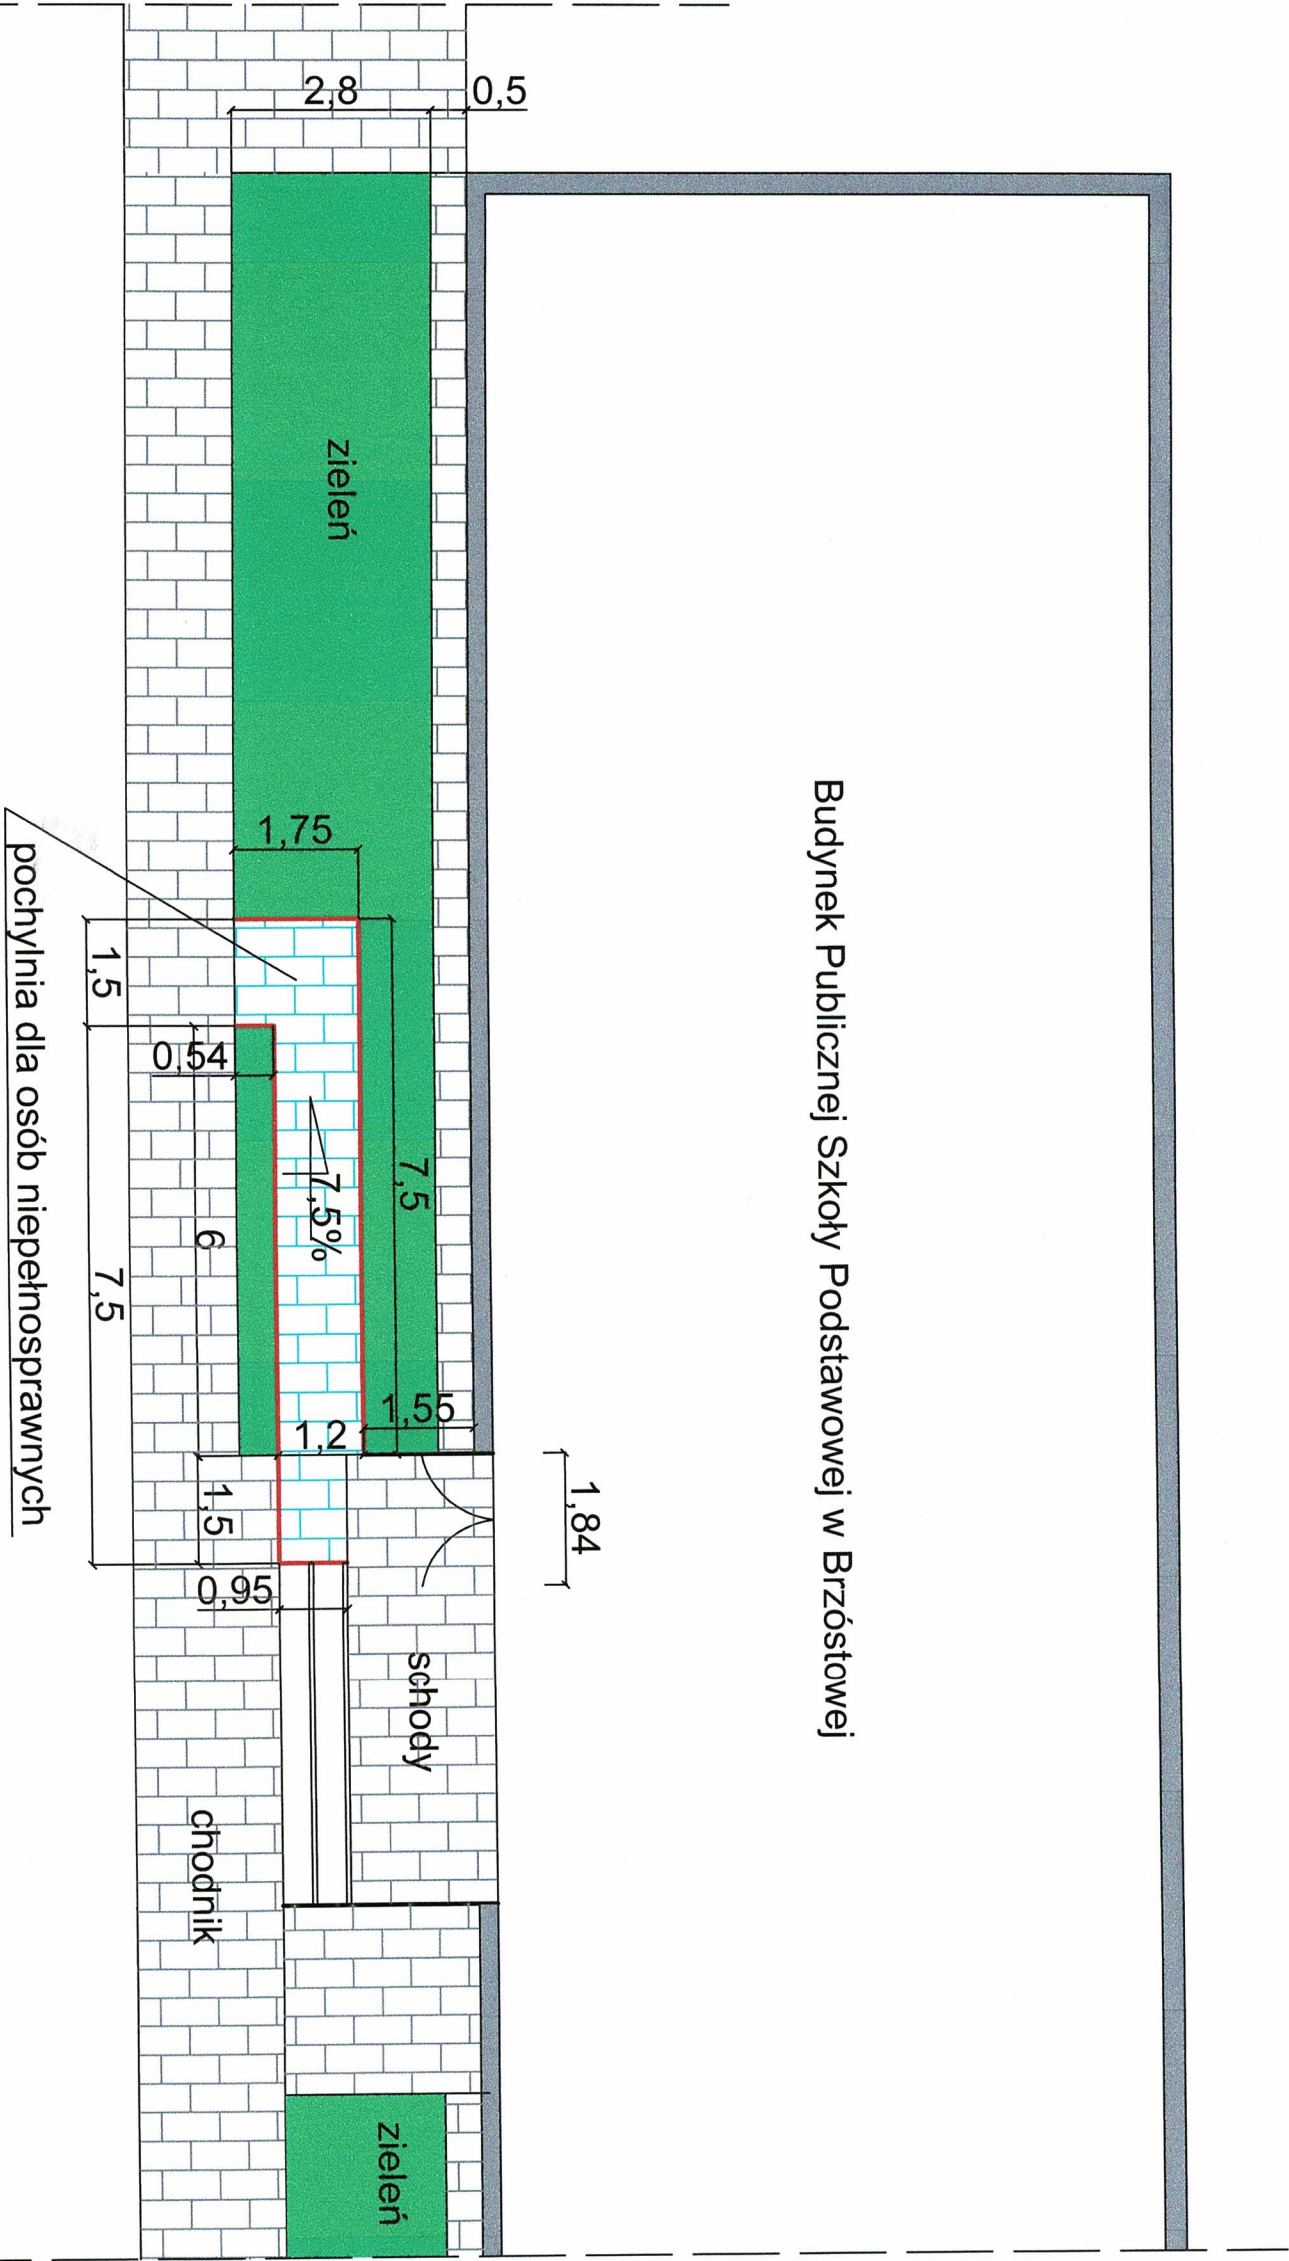 2,8
0,5
zieleń
Budynek Publicznej Szkoły Podstawowej w Brzóstowej
1,75
pochylnia dla osób niepełnosprawnych
1,5
0,54
7,5%
7,5
6
7,5
1,55
1,2
1,84
1,5
0,95
schody
chodnik
zieleń